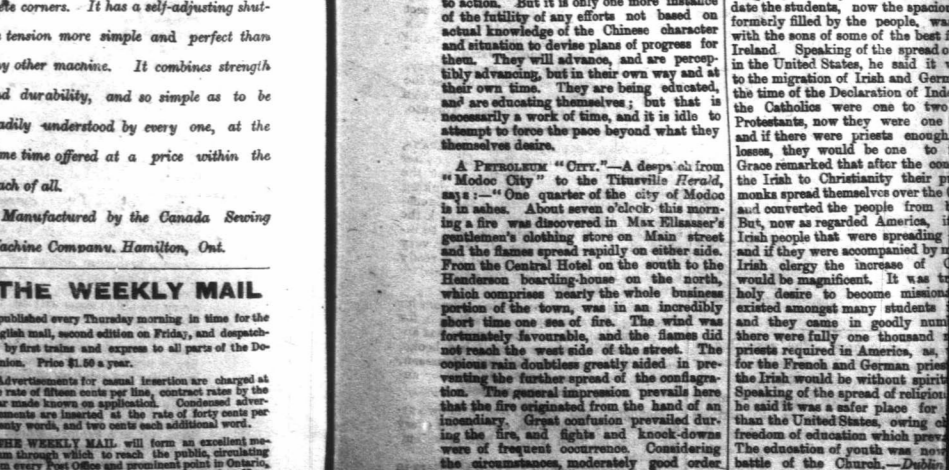 corners. It has a self-adjusting shut-
tension more simple and perfect than
other machine. It combines strength
durability, and so simple as to be
understood by every one, at the
time offered at a price within the
of all.
Manufactured by the Canada Sewing
Machine Company. Hamilton, Ont.
THE WEEKLY MAIL
published every Thursday morning in time for the
English mail, second edition on Friday, and despatch-
by first trains and express to all parts of the Do-
Price $1.50 a year.
Advertisements for casual insertion are charged at
rate of fifteen cents per line, contract rates by the
made known on application. Condensed adver-
are inserted at the rate of forty cents per
words, and two cents each additional word.
THE WEEKLY MAIL will form an excellent me-
through which to reach the public, circulating
every Post Office and prominent point in Ontario,
to action. But it is only one more instance
of the futility of any efforts not based on
actual knowledge of the Chinese character
and situation to devise plans of progress for
them. They will advance, and are percep-
tibly advancing, but in their own way and at
their own time. They are being educated,
and are educating themselves; but that is
necessarily a work of time, and it is idle to
attempt to force the pace beyond what they
themselves desire.
A PETROLEUM "CITY."—A despatch from
"Modoc City" to the Titusville Herald,
says:—"One quarter of the city of Modoc
is in ashes. About seven o'clock this morn-
ing a fire was discovered in Max Ellsasser's
gentlemen's clothing store on Main street
and the flames spread rapidly on either side.
From the Central Hotel on the south to the
Henderson boarding-house on the north,
which comprises nearly the whole business
portion of the town, was in an incredibly
short time one sea of fire. The wind was
fortunately favourable, and the flames did
not reach the west side of the street. The
copious rain doubtless greatly aided in pre-
venting the further spread of the conflagra-
tion. The general impression prevails here
that the fire originated from the hand of an
incendiary. Great confusion prevailed dur-
ing the fire, and fights and knock-downs
were of frequent occurrence. Considering
the circumstances, moderately good order
date the students, now the spacio
formerly filled by the people,
with the sons of some of the best
Ireland. Speaking of the spread
in the United States, he said it
to the migration of Irish and Ger
the time of the Declaration of Ind
the Catholics were one to
Protestants, now they were one
and if there were priests enough
losses, they would be one to
Grace remarked that after the con
the Irish to Christianity their
monks spread themselves over the
and converted the people from
But, now as regarded America,
Irish people that were spreading
and if they were accompanied by
Irish clergy the increase of
would be magnificent. It was
holy desire to become mission
existed amongst many students
and they came in goodly num
there were fully one thousand
priests required in America, as,
for the French and German pries
the Irish would be without spirit
Speaking of the spread of religion
he said it was a safer place for
than the United States, owing
freedom of education which prev
The education of youth was now
battle of the Church.—Dubli